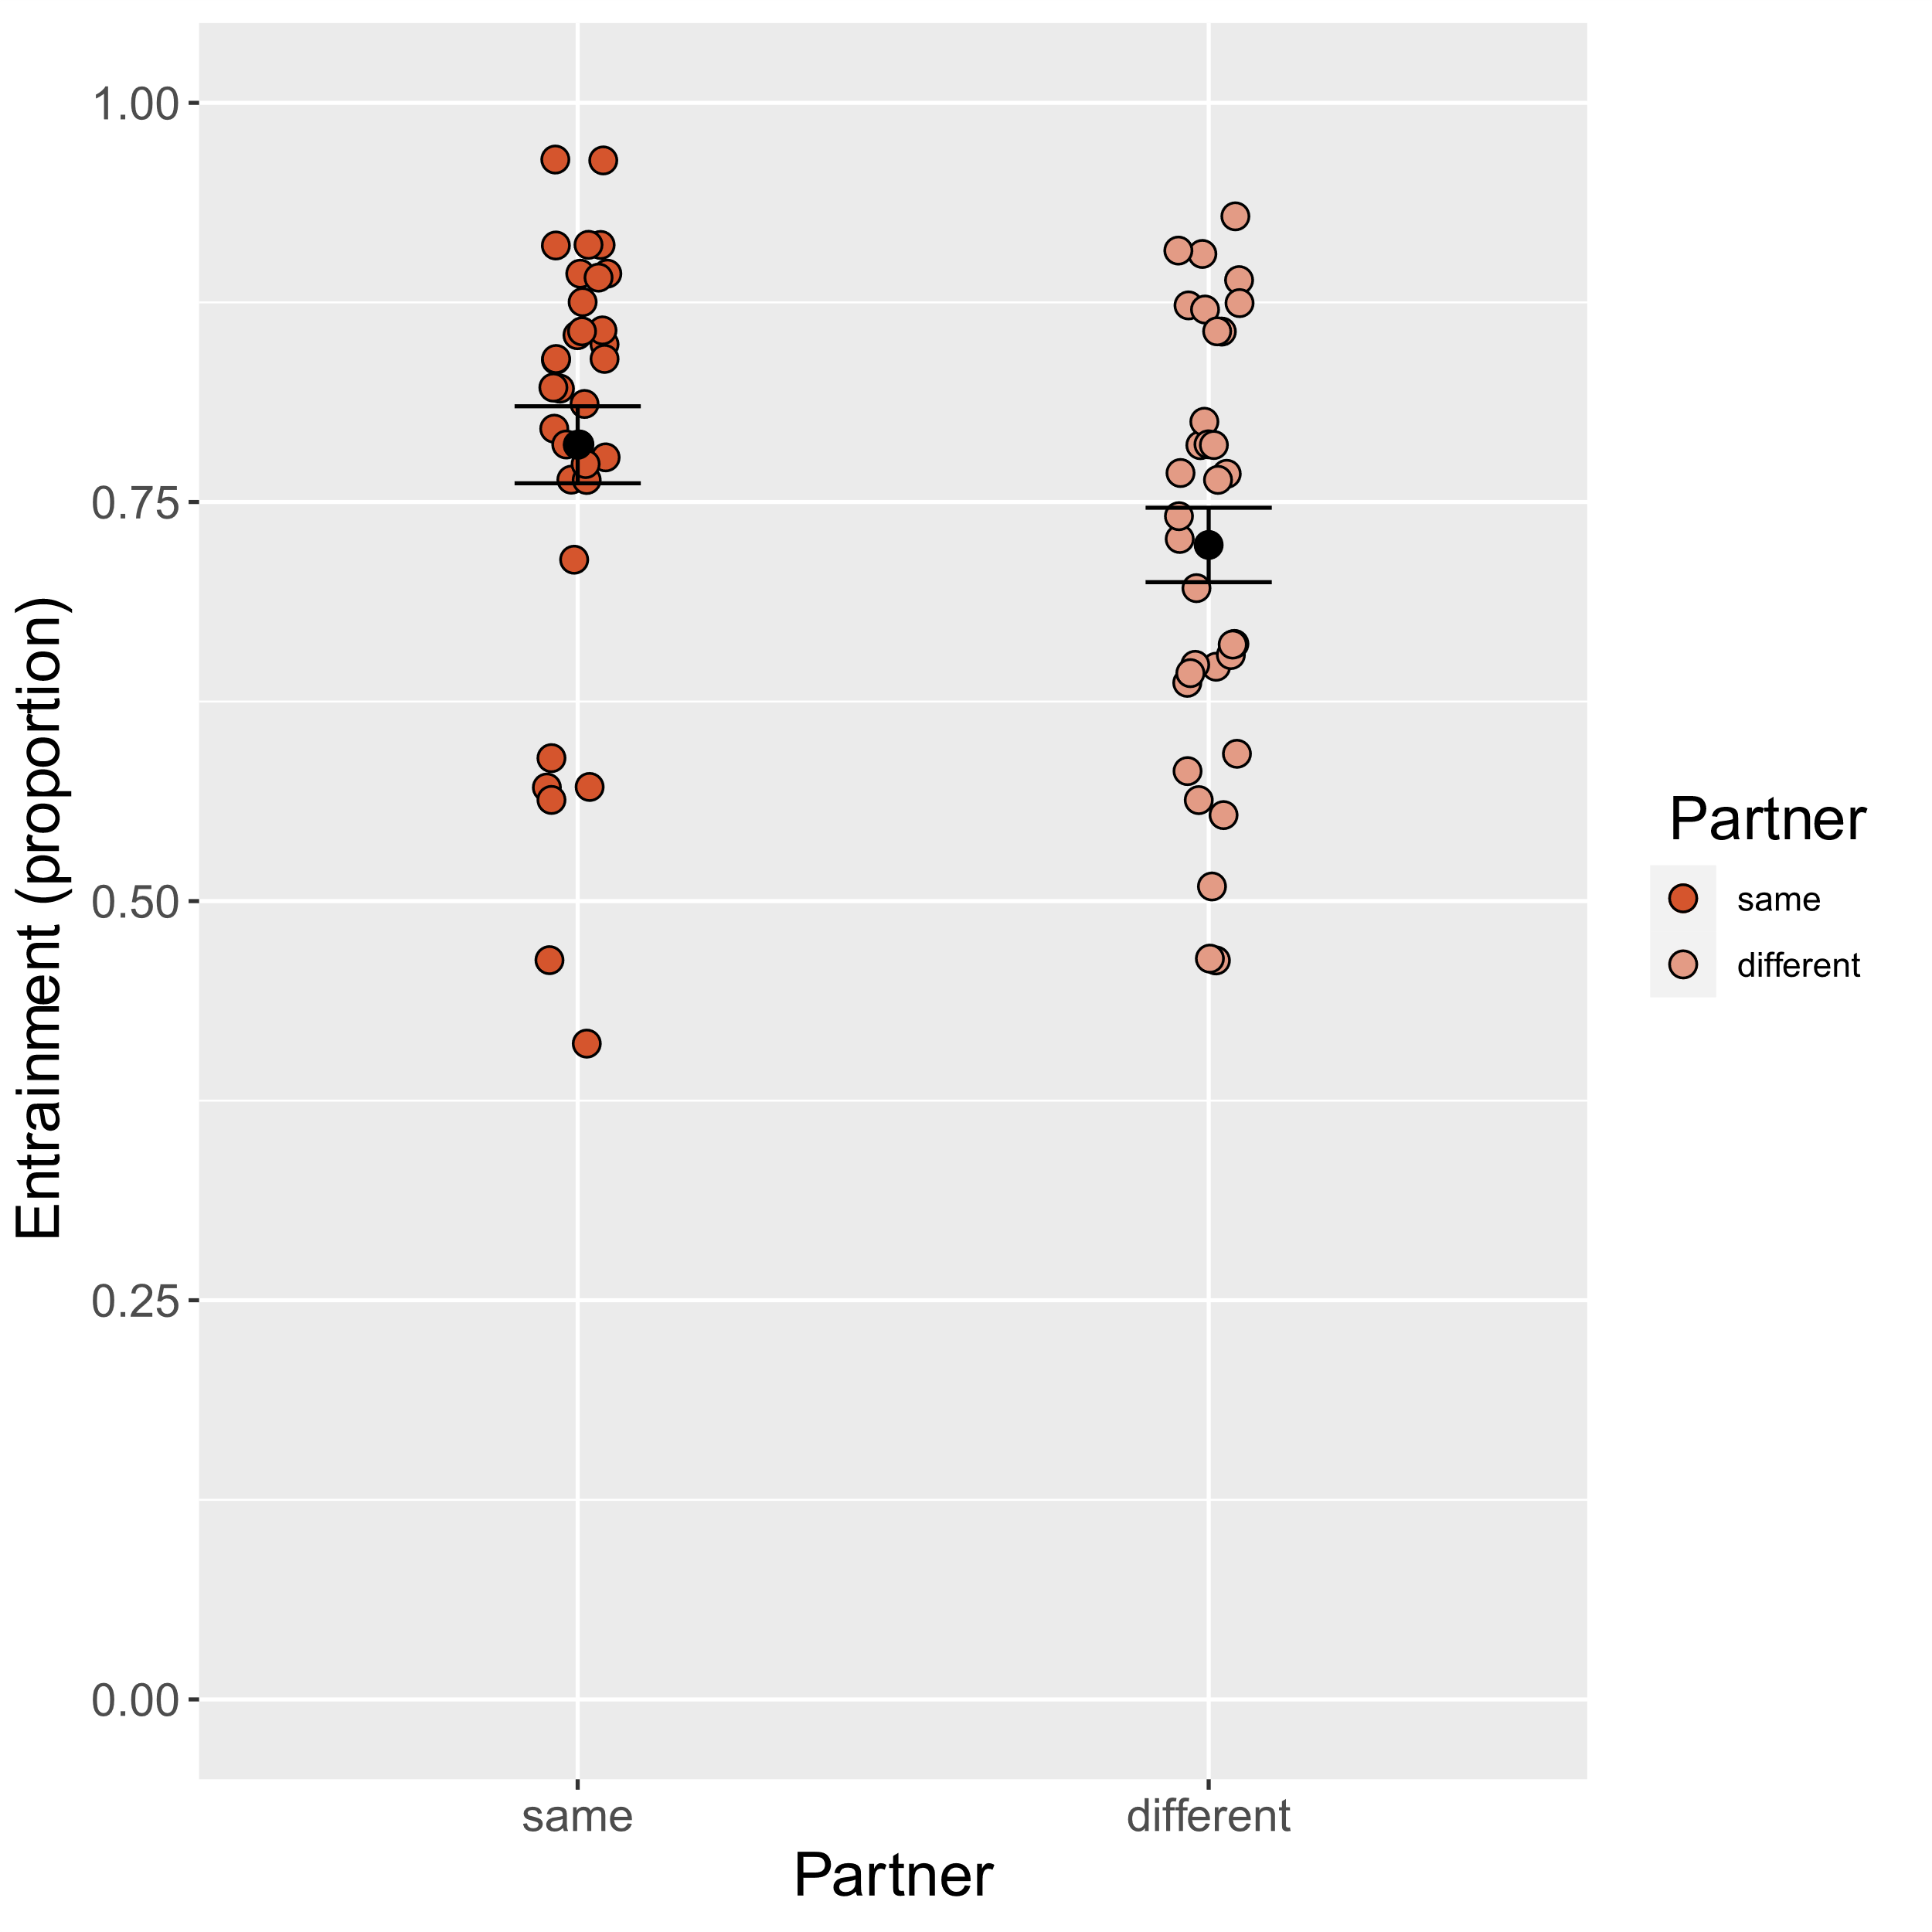 Entrainment (proportion)
1.00
0.75
0.50
0.25
0.00
same
different
Partner
Partner
same
different